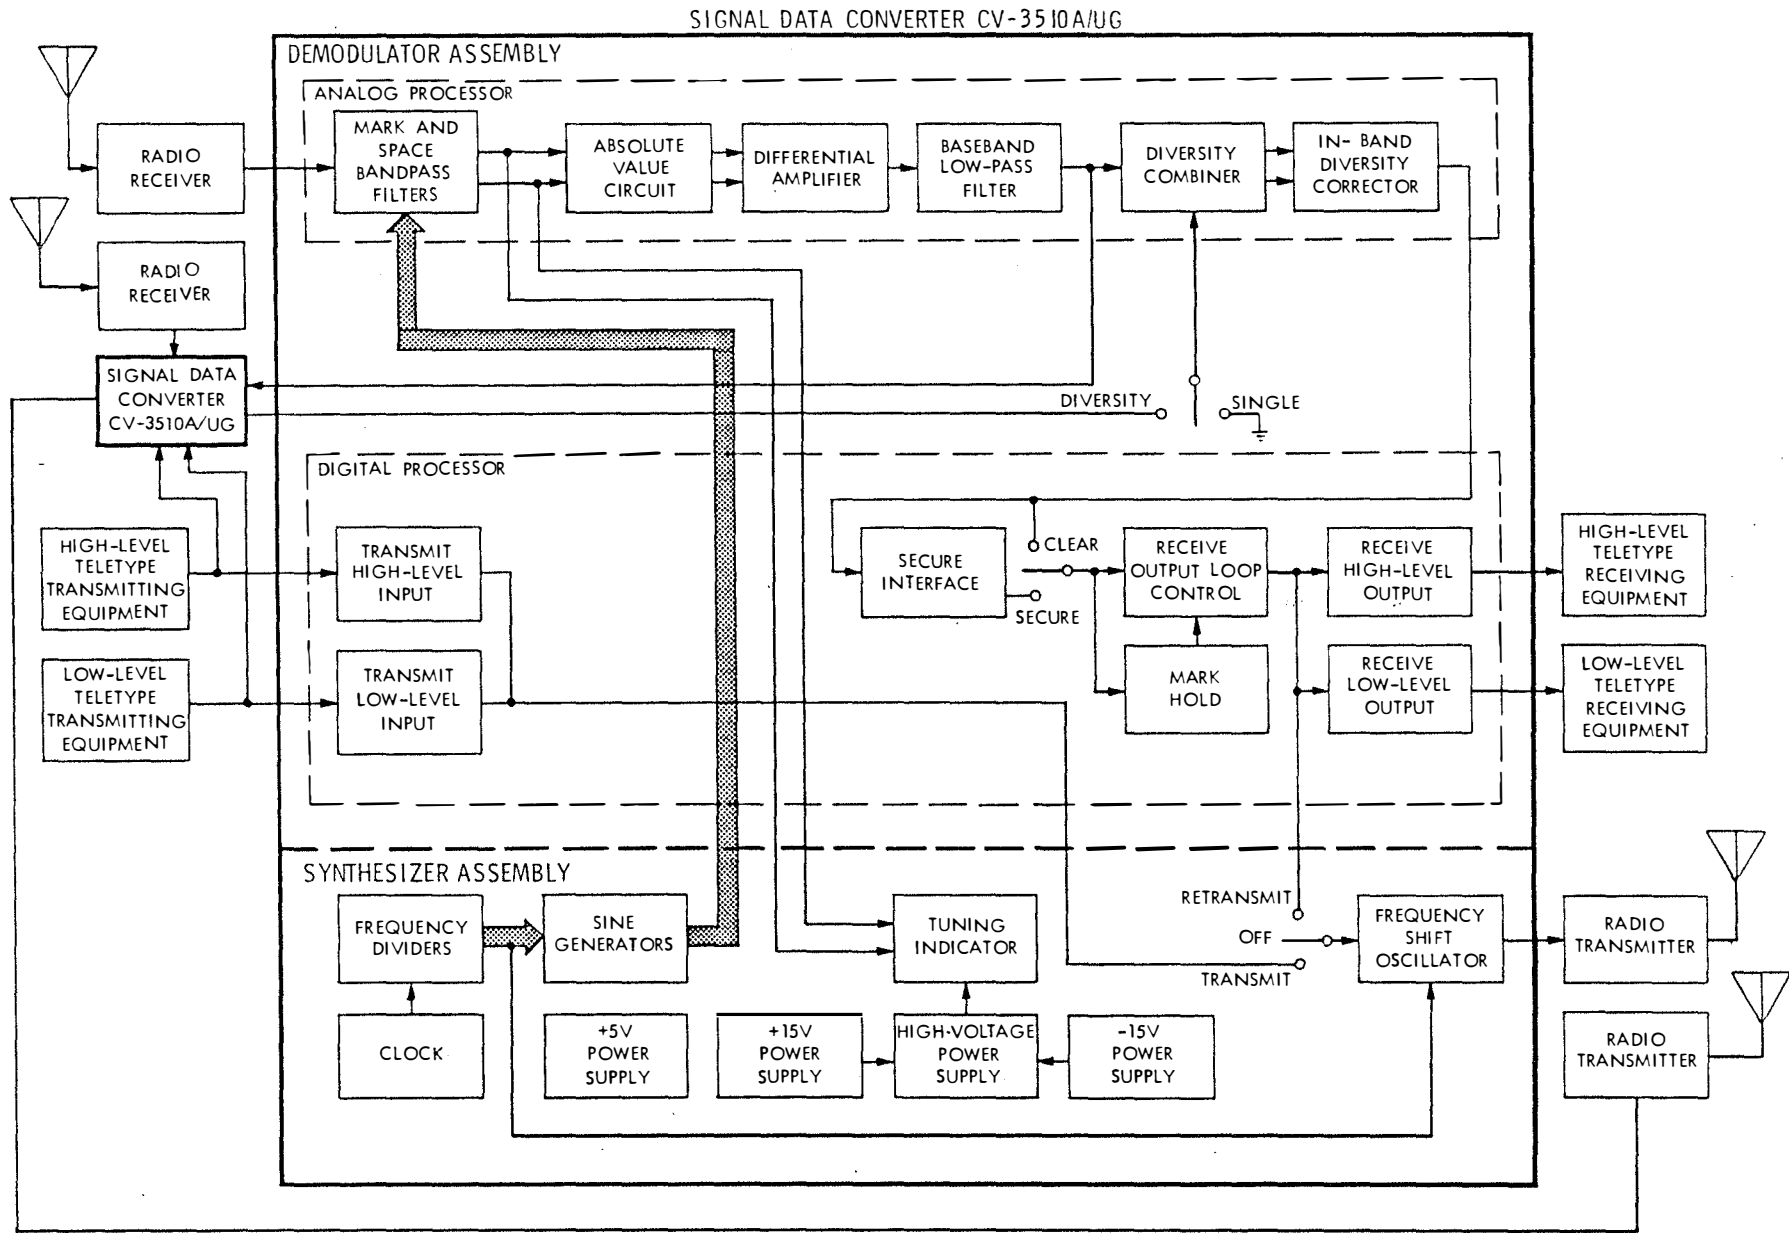 SIGNAL DATA CONVERTER CV-3510A/UG
DEMODULATOR ASSEMBLY
ANALOG PROCESSOR
RADIO
RECEIVER
MARK AND
SPACE
BANDPASS
FILTERS
ABSOLUTE
VALUE
CIRCUIT
DIFFERENTIAL
AMPLIFIER
BASEBAND
LOW-PASS
FILTER
DIVERSITY
COMBINER
IN-BAND
DIVERSITY
CORRECTOR
RADIO
RECEIVER
SIGNAL DATA
CONVERTER
CV-3510A/UG
DIVERSITY
SINGLE
DIGITAL PROCESSOR
HIGH-LEVEL
TELETYPE
TRANSMITTING
EQUIPMENT
TRANSMIT
HIGH-LEVEL
INPUT
SECURE
INTERFACE
CLEAR
SECURE
RECEIVE
OUTPUT LOOP
CONTROL
RECEIVE
HIGH-LEVEL
OUTPUT
HIGH-LEVEL
TELETYPE
RECEIVING
EQUIPMENT
LOW-LEVEL
TELETYPE
TRANSMITTING
EQUIPMENT
TRANSMIT
LOW-LEVEL
INPUT
MARK
HOLD
RECEIVE
LOW-LEVEL
OUTPUT
LOW-LEVEL
TELETYPE
RECEIVING
EQUIPMENT
SYNTHESIZER ASSEMBLY
FREQUENCY
DIVIDERS
SINE
GENERATORS
TUNING
INDICATOR
RETRANSMIT
OFF
TRANSMIT
FREQUENCY
SHIFT
OSCILLATOR
RADIO
TRANSMITTER
CLOCK
+5V
POWER
SUPPLY
+15V
POWER
SUPPLY
HIGH-VOLTAGE
POWER
SUPPLY
-15V
POWER
SUPPLY
RADIO
TRANSMITTER